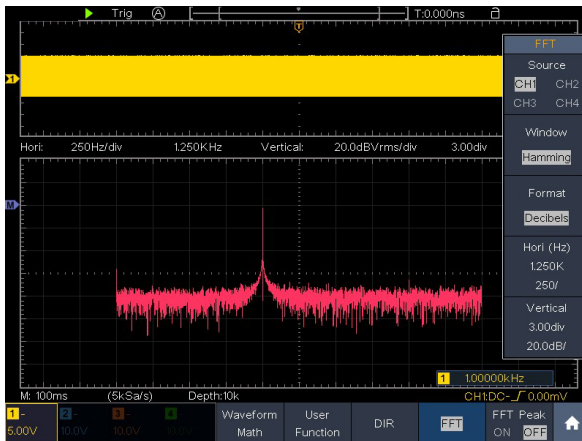 Trig A T:0.000ns
T
FFT
Source
CH1 CH2
CH3 CH4
1
Hori: 250Hz/div 1.250KHz Vertical: 20.0dBVrms/div 3.00div
Window
Hamming
M
Format
Decibels
Hori (Hz)
1.250K
250/
Vertical
3.00div
20.0dB/
1 1.00000kHz
M: 100ms (5kSa/s) Depth:10k CH1:DC- 0.00mV
1 - 2 - 3 - 4
5.00V 10.0V 10.0V
Waveform Math
User Function
DIR
FFT
FFT Peak
ON OFF